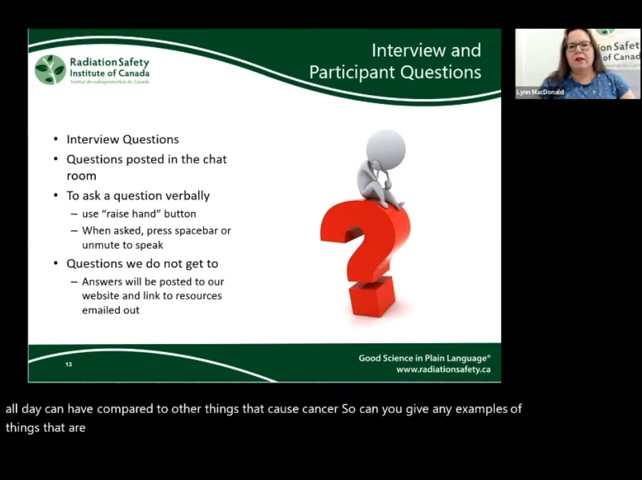 Radiation Safety
Institute of Canada
Institut de radioprotection du Canada
Interview and
Participant Questions
on Safety
Canada
Lynn MacDonald
• Interview Questions
• Questions posted in the chat
room
• To ask a question verbally
– use “raise hand” button
– When asked, press spacebar or
unmute to speak
• Questions we do not get to
– Answers will be posted to our
website and link to resources
emailed out
13
Good Science in Plain Language®
www.radiationsafety.ca
all day can have compared to other things that cause cancer So can you give any examples of
things that are